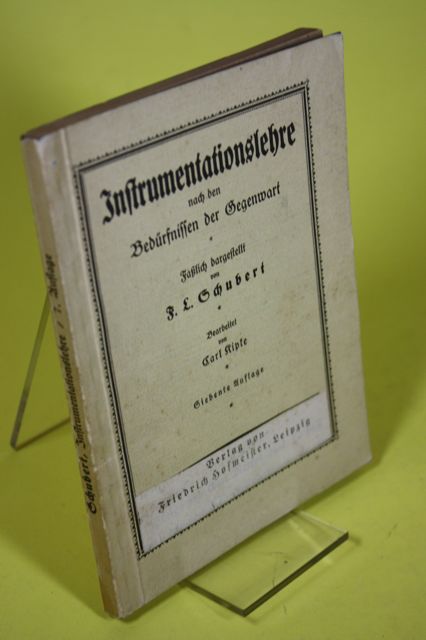 Instrumentationslehre
nach den
Bedürfnissen der Gegenwart
Faßlich dargestellt
von
F. L. Schubert
Bearbeitet
von
Carl Kipke
Siebente Auflage
Verlag von
Friedrich Hofmeister, Leipzig
Schubert, Instrumentationslehre / 7. Auflage